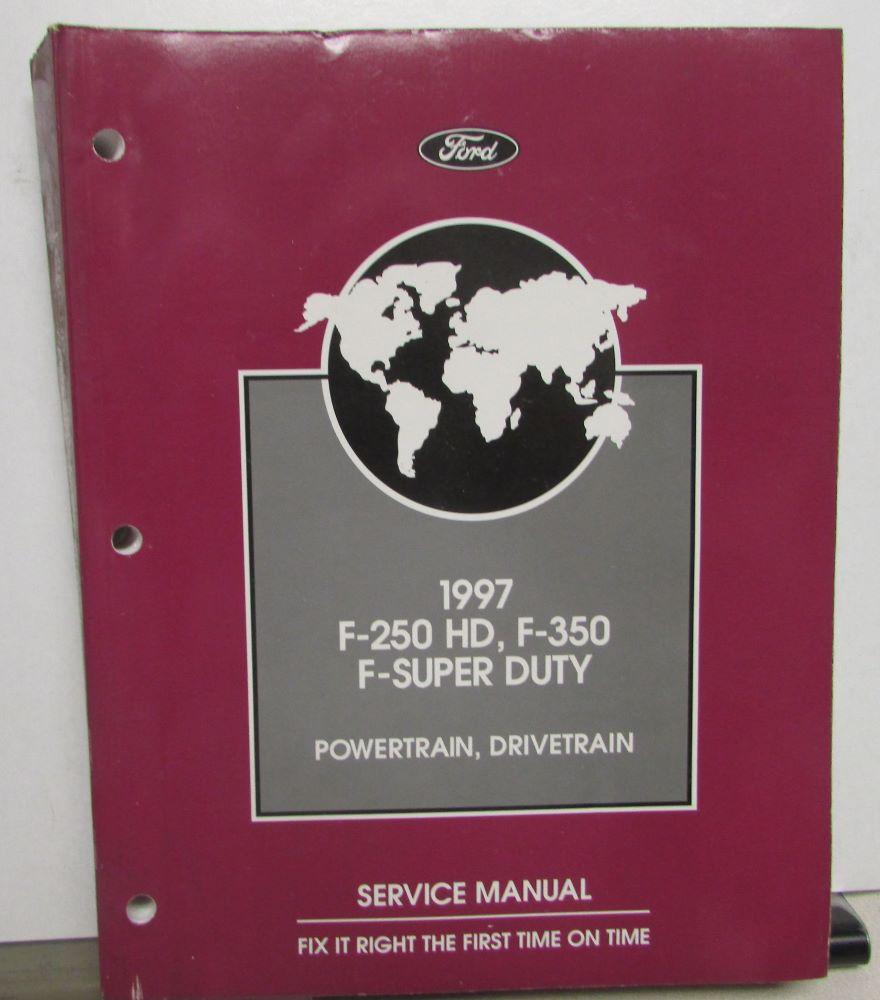 Ford
1997
F-250 HD, F-350
F-SUPER DUTY
POWERTRAIN, DRIVETRAIN
SERVICE MANUAL
FIX IT RIGHT THE FIRST TIME ON TIME